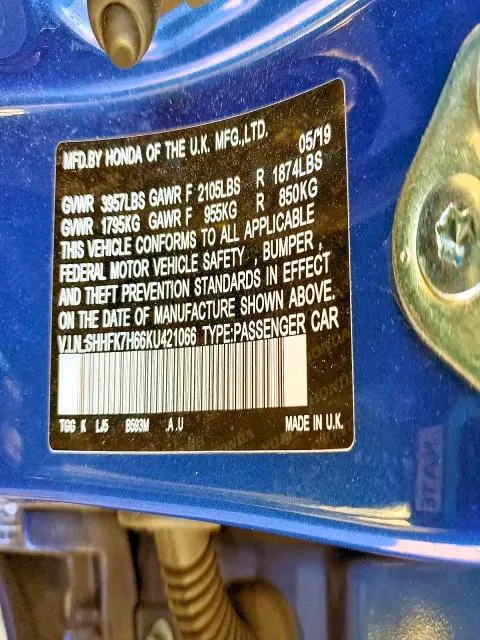 MFD.BY HONDA OF THE U.K. MFG.,LTD. 05/19
GVWR 3957LBS GAWR F 2105LBS R 1874LBS
GVWR 1795KG GAWR F 955KG R 850KG
THIS VEHICLE CONFORMS TO ALL APPLICABLE
FEDERAL MOTOR VEHICLE SAFETY , BUMPER ,
AND THEFT PREVENTION STANDARDS IN EFFECT
ON THE DATE OF MANUFACTURE SHOWN ABOVE.
V.I.N.:SHHFK7H66KU421066 TYPE:PASSENGER CAR
TGG K LJ5 B593M .A .U MADE IN U.K.